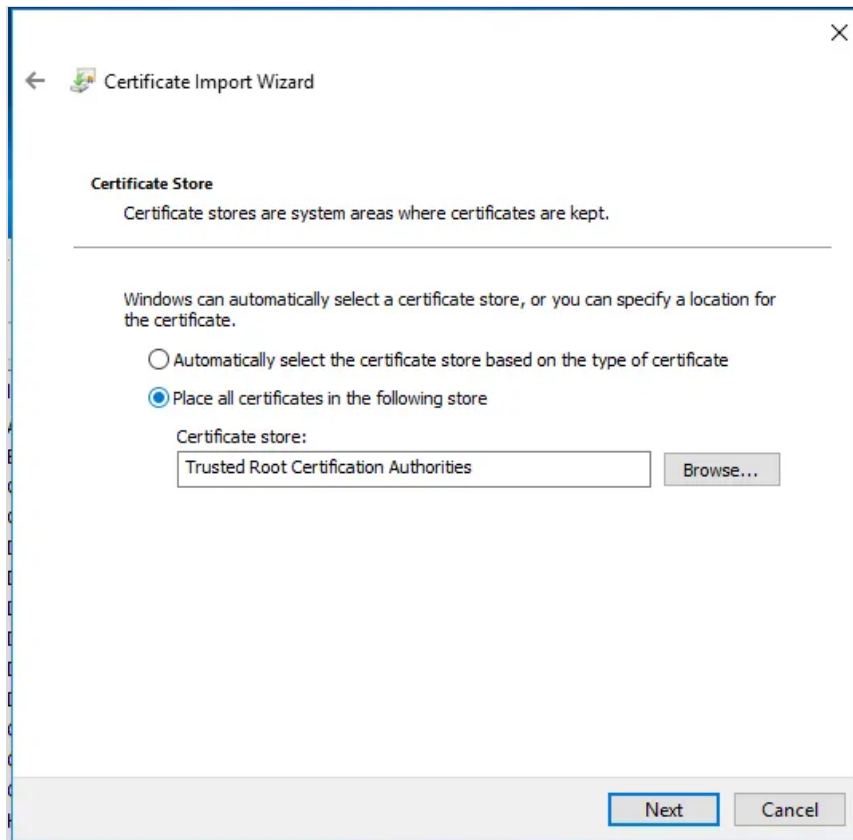 Certificate Import Wizard
Certificate Store
Certificate stores are system areas where certificates are kept.
Windows can automatically select a certificate store, or you can specify a location for
the certificate.
Automatically select the certificate store based on the type of certificate
Place all certificates in the following store
Certificate store:
Trusted Root Certification Authorities
Browse...
Next
Cancel